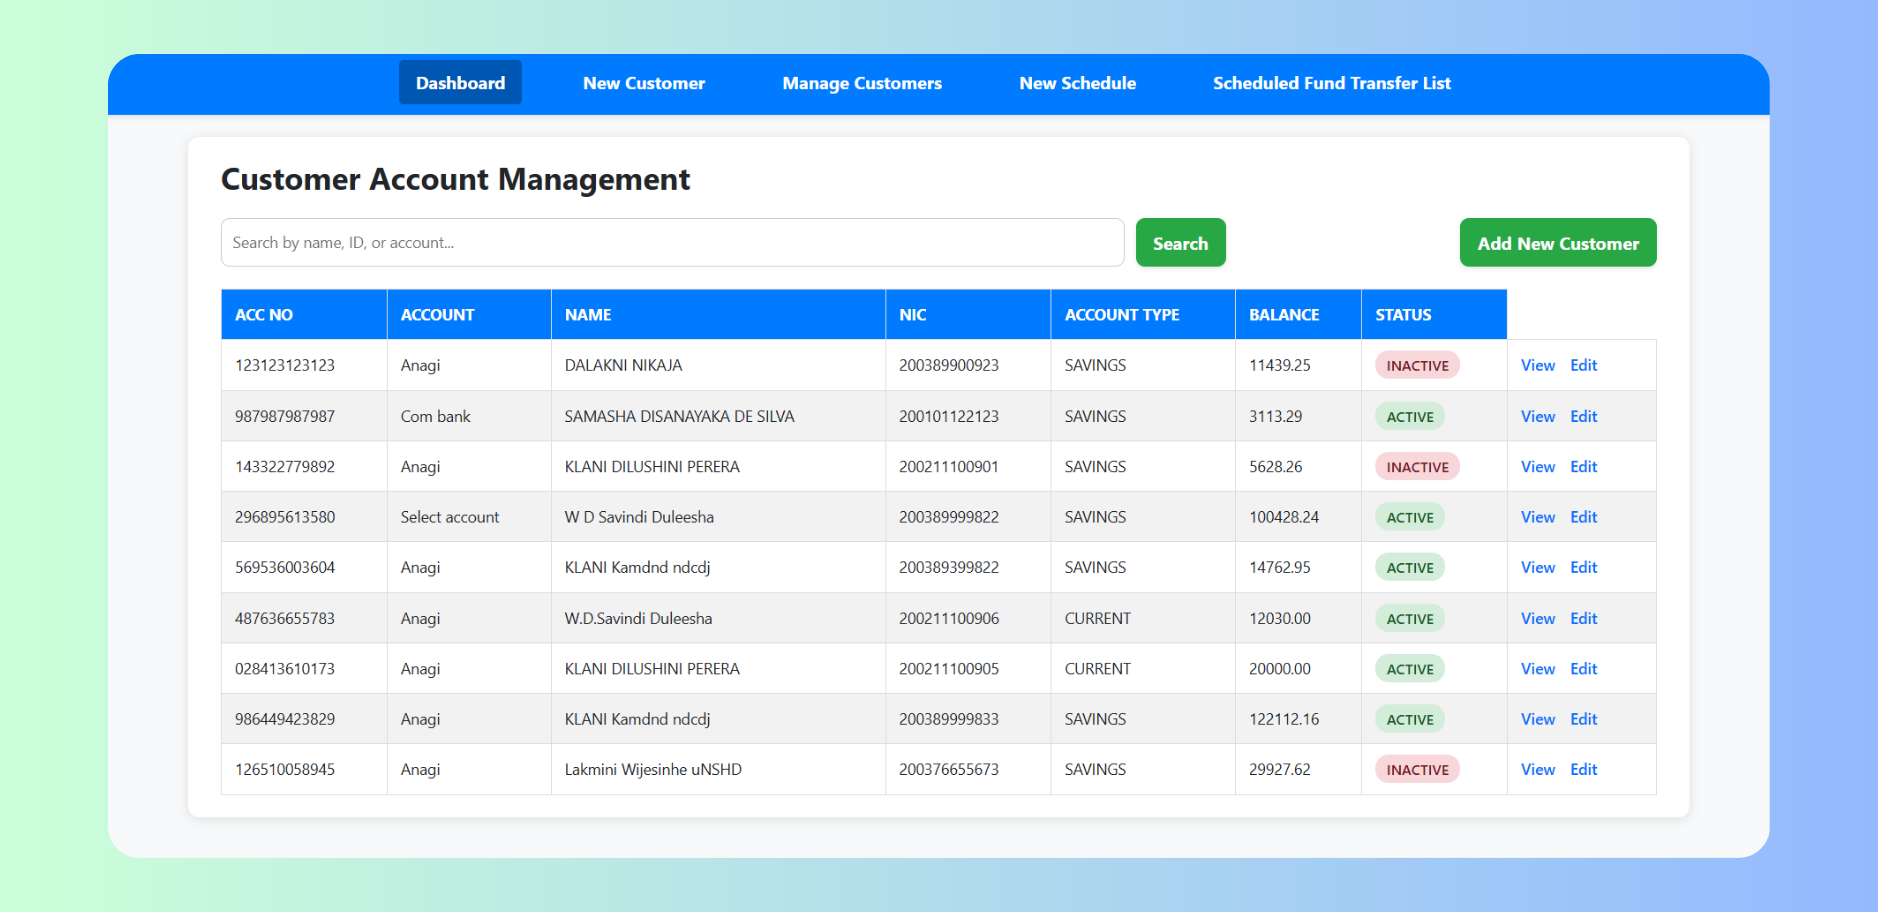 Dashboard New Customer Manage Customers New Schedule Scheduled Fund Transfer List
Customer Account Management
Search by name, ID, or account... Search Add New Customer
ACC NO ACCOUNT NAME NIC ACCOUNT TYPE BALANCE STATUS
123123123123 Anagi DALAKNI NIKAJA 200389900923 SAVINGS 11439.25 INACTIVE View Edit
987987987987 Com bank SAMASHA DISANAYAKA DE SILVA 200101122123 SAVINGS 3113.29 ACTIVE View Edit
143322779892 Anagi KLANI DILUSHINI PERERA 200211100901 SAVINGS 5628.26 INACTIVE View Edit
296895613580 Select account W D Savindi Duleesha 200389999822 SAVINGS 100428.24 ACTIVE View Edit
569536003604 Anagi KLANI Kamdnd ndcdj 200389399822 SAVINGS 14762.95 ACTIVE View Edit
487636655783 Anagi W.D.Savindi Duleesha 200211100906 CURRENT 12030.00 ACTIVE View Edit
028413610173 Anagi KLANI DILUSHINI PERERA 200211100905 CURRENT 20000.00 ACTIVE View Edit
986449423829 Anagi KLANI Kamdnd ndcdj 200389999833 SAVINGS 122112.16 ACTIVE View Edit
126510058945 Anagi Lakmini Wijesinhe uNSHD 200376655673 SAVINGS 29927.62 INACTIVE View Edit